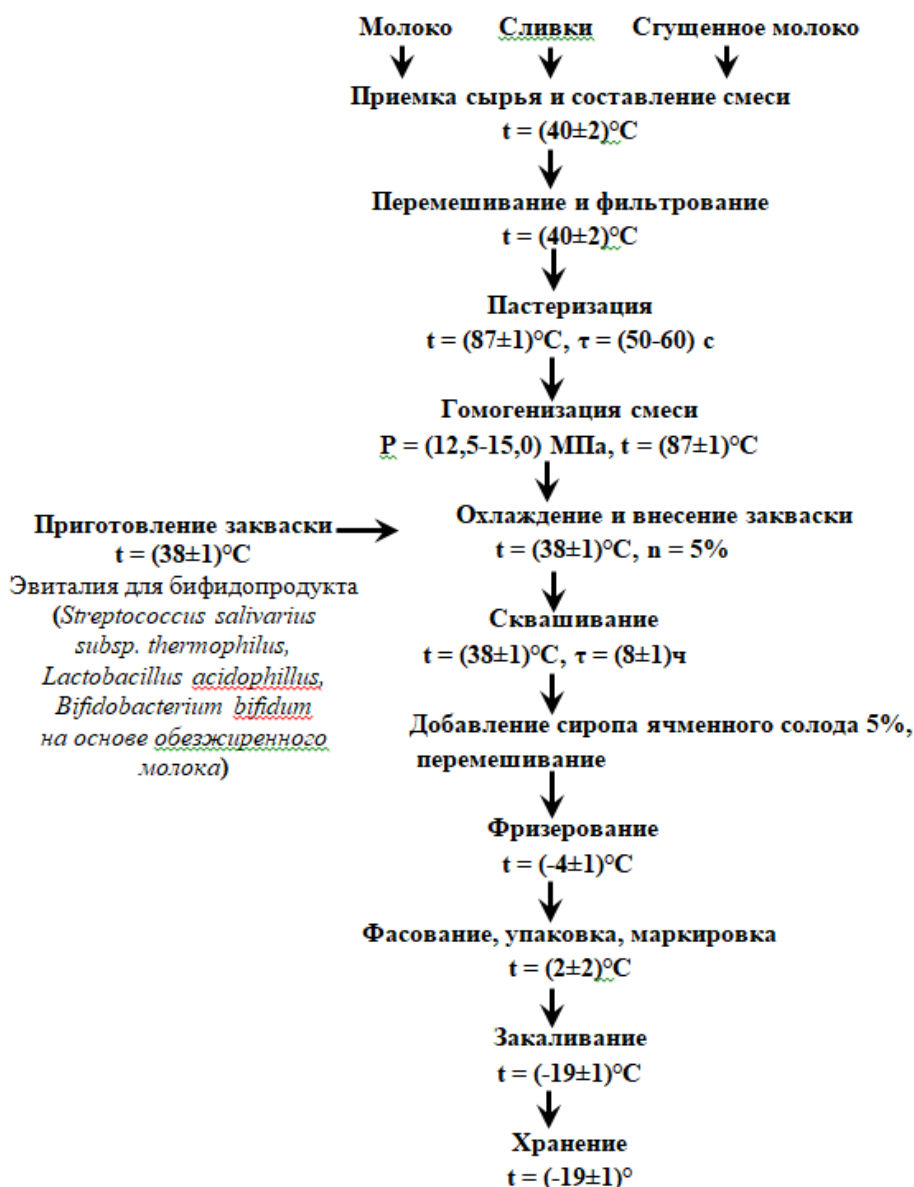 Молоко Сливки Сгущенное молоко
Приемка сырья и составление смеси
t = (40±2)°C
Перемешивание и фильтрование
t = (40±2)°C
Пастеризация
t = (87±1)°C, τ = (50-60) с
Гомогенизация смеси
P = (12,5-15,0) МПа, t = (87±1)°C
Приготовление закваски
t = (38±1)°C
Эвиталия для бифидопродукта
(Streptococcus salivarius
subsp. thermophilus,
Lactobacillus acidophillus,
Bifidobacterium bifidum
на основе обезжиренного
молока)
Охлаждение и внесение закваски
t = (38±1)°C, n = 5%
Сквашивание
t = (38±1)°C, τ = (8±1)ч
Добавление сиропа ячменного солода 5%,
перемешивание
Фризерование
t = (-4±1)°C
Фасование, упаковка, маркировка
t = (2±2)°C
Закаливание
t = (-19±1)°C
Хранение
t = (-19±1)°